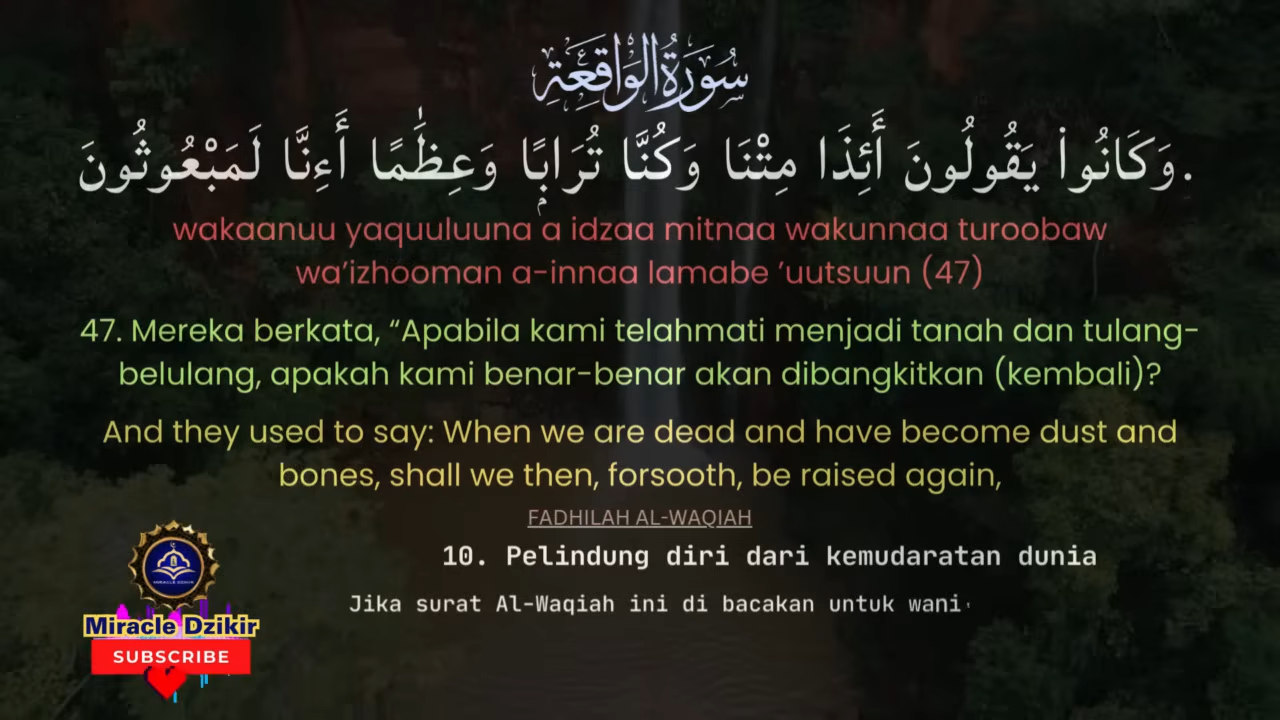 سُورَةُ الْوَاقِعَةِ
وَكَانُوا۟ يَقُولُونَ أَئِذَا مِتْنَا وَكُنَّا تُرَابًۭا وَعِظَٰمًا أَءِنَّا لَمَبْعُوثُونَ.
wakaanuu yaquuluuna a idzaa mitnaa wakunnaa turoobaw
wa’izhooman a-innaa lamabe ’uutsuun (47)
47. Mereka berkata, “Apabila kami telahmati menjadi tanah dan tulang-
belulang, apakah kami benar-benar akan dibangkitkan (kembali)?
And they used to say: When we are dead and have become dust and
bones, shall we then, forsooth, be raised again,
FADHILAH AL-WAQIAH
10. Pelindung diri dari kemudaratan dunia
Jika surat Al-Waqiah ini di bacakan untuk wani
MIRACLE DZIKIR
Miracle Dzikir
SUBSCRIBE